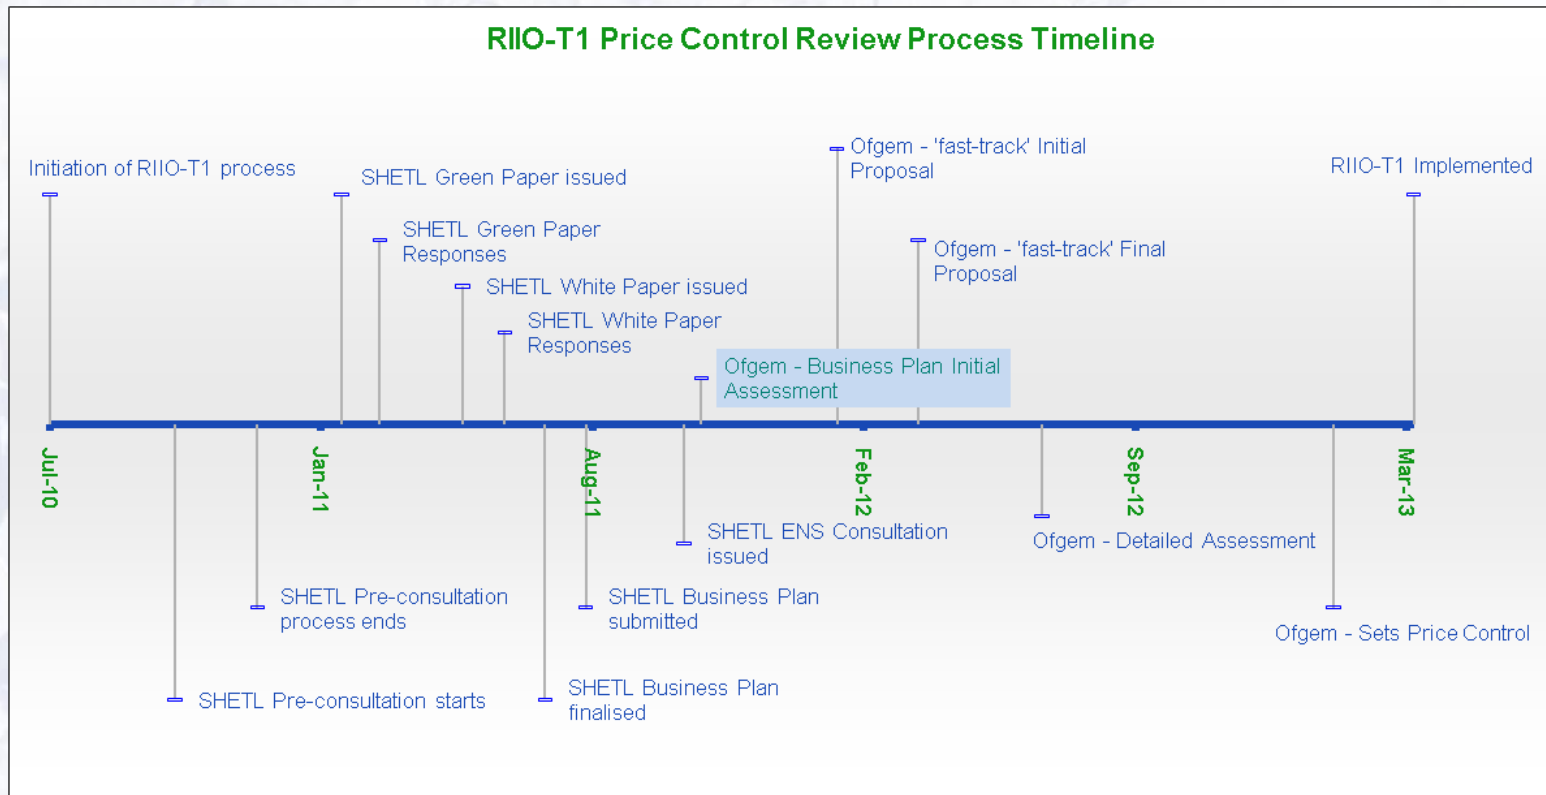 RIIO-T1 Price Control Review Process Timeline
Initiation of RIIO-T1 process
SHETL Green Paper issued
SHETL Green Paper
Responses
SHETL White Paper issued
SHETL White Paper
Responses
Ofgem - Business Plan Initial
Assessment
Ofgem - 'fast-track' Initial
Proposal
Ofgem - 'fast-track' Final
Proposal
RIIO-T1 Implemented
Jul-10
Jan-11
Aug-11
Feb-12
Sep-12
Mar-13
SHETL Pre-consultation starts
SHETL Pre-consultation
process ends
SHETL Business Plan
finalised
SHETL Business Plan
submitted
SHETL ENS Consultation
issued
Ofgem - Detailed Assessment
Ofgem - Sets Price Control